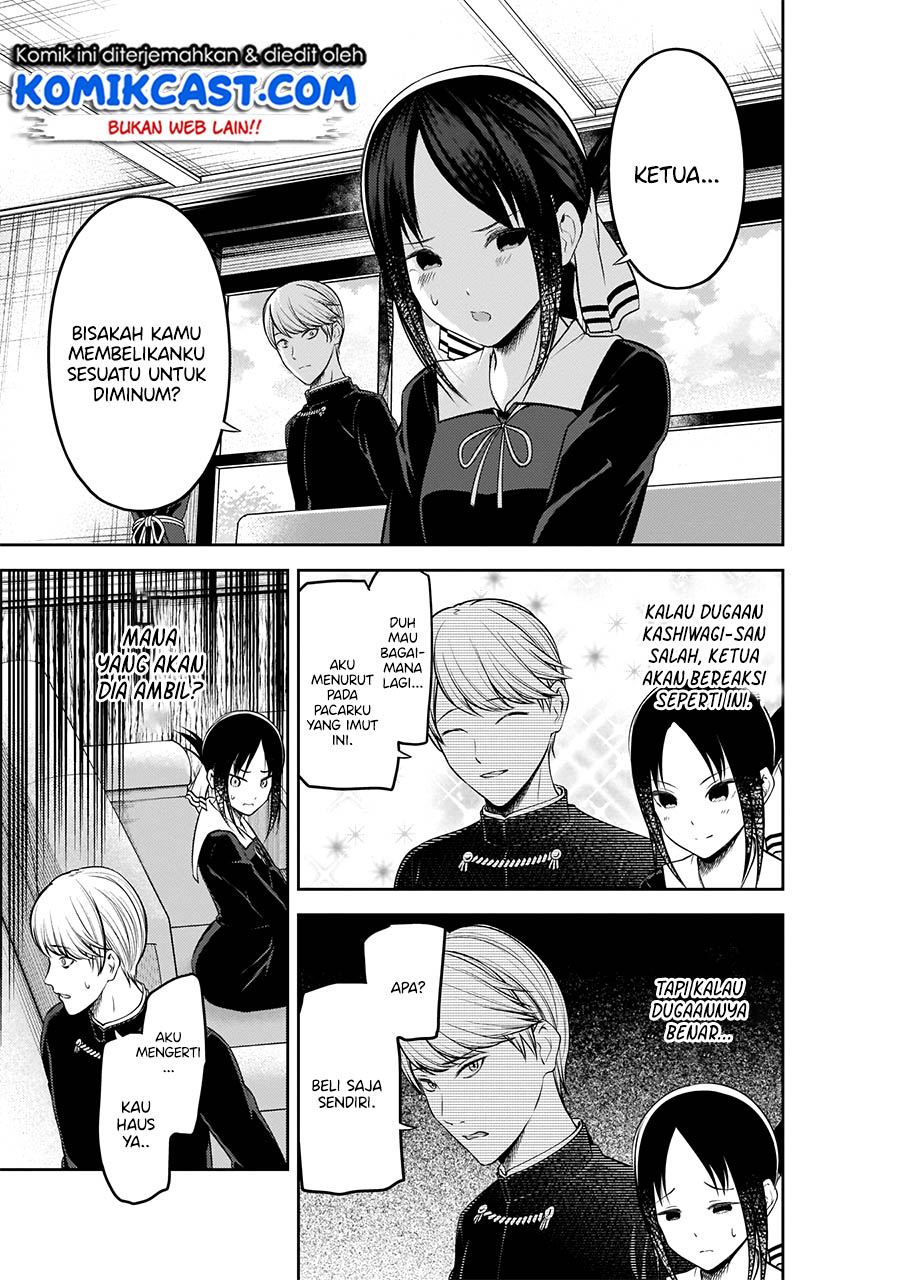 Komik ini diterjemahkan & diedit oleh
KOMIKCAST.COM
BUKAN WEB LAIN!!
KETUA...
BISAKAH KAMU
MEMBELIKANKU
SESUATU UNTUK
DIMINUM?
KALAU DUGAAN
KASHIWAGI-SAN
SALAH, KETUA
AKAN BEREAKSI
SEPERTI INI.
DUH
MAU
BAGAI-
MANA
LAGI...
AKU
MENURUT
PADA
PACARKU
YANG IMUT
INI.
TAPI KALAU
DUGAANNYA
BENAR...
APA?
BELI SAJA
SENDIRI.
MANA
YANG AKAN
DIA AMBIL?
AKU
MENGERTI
...
KAU
HAUS
YA..